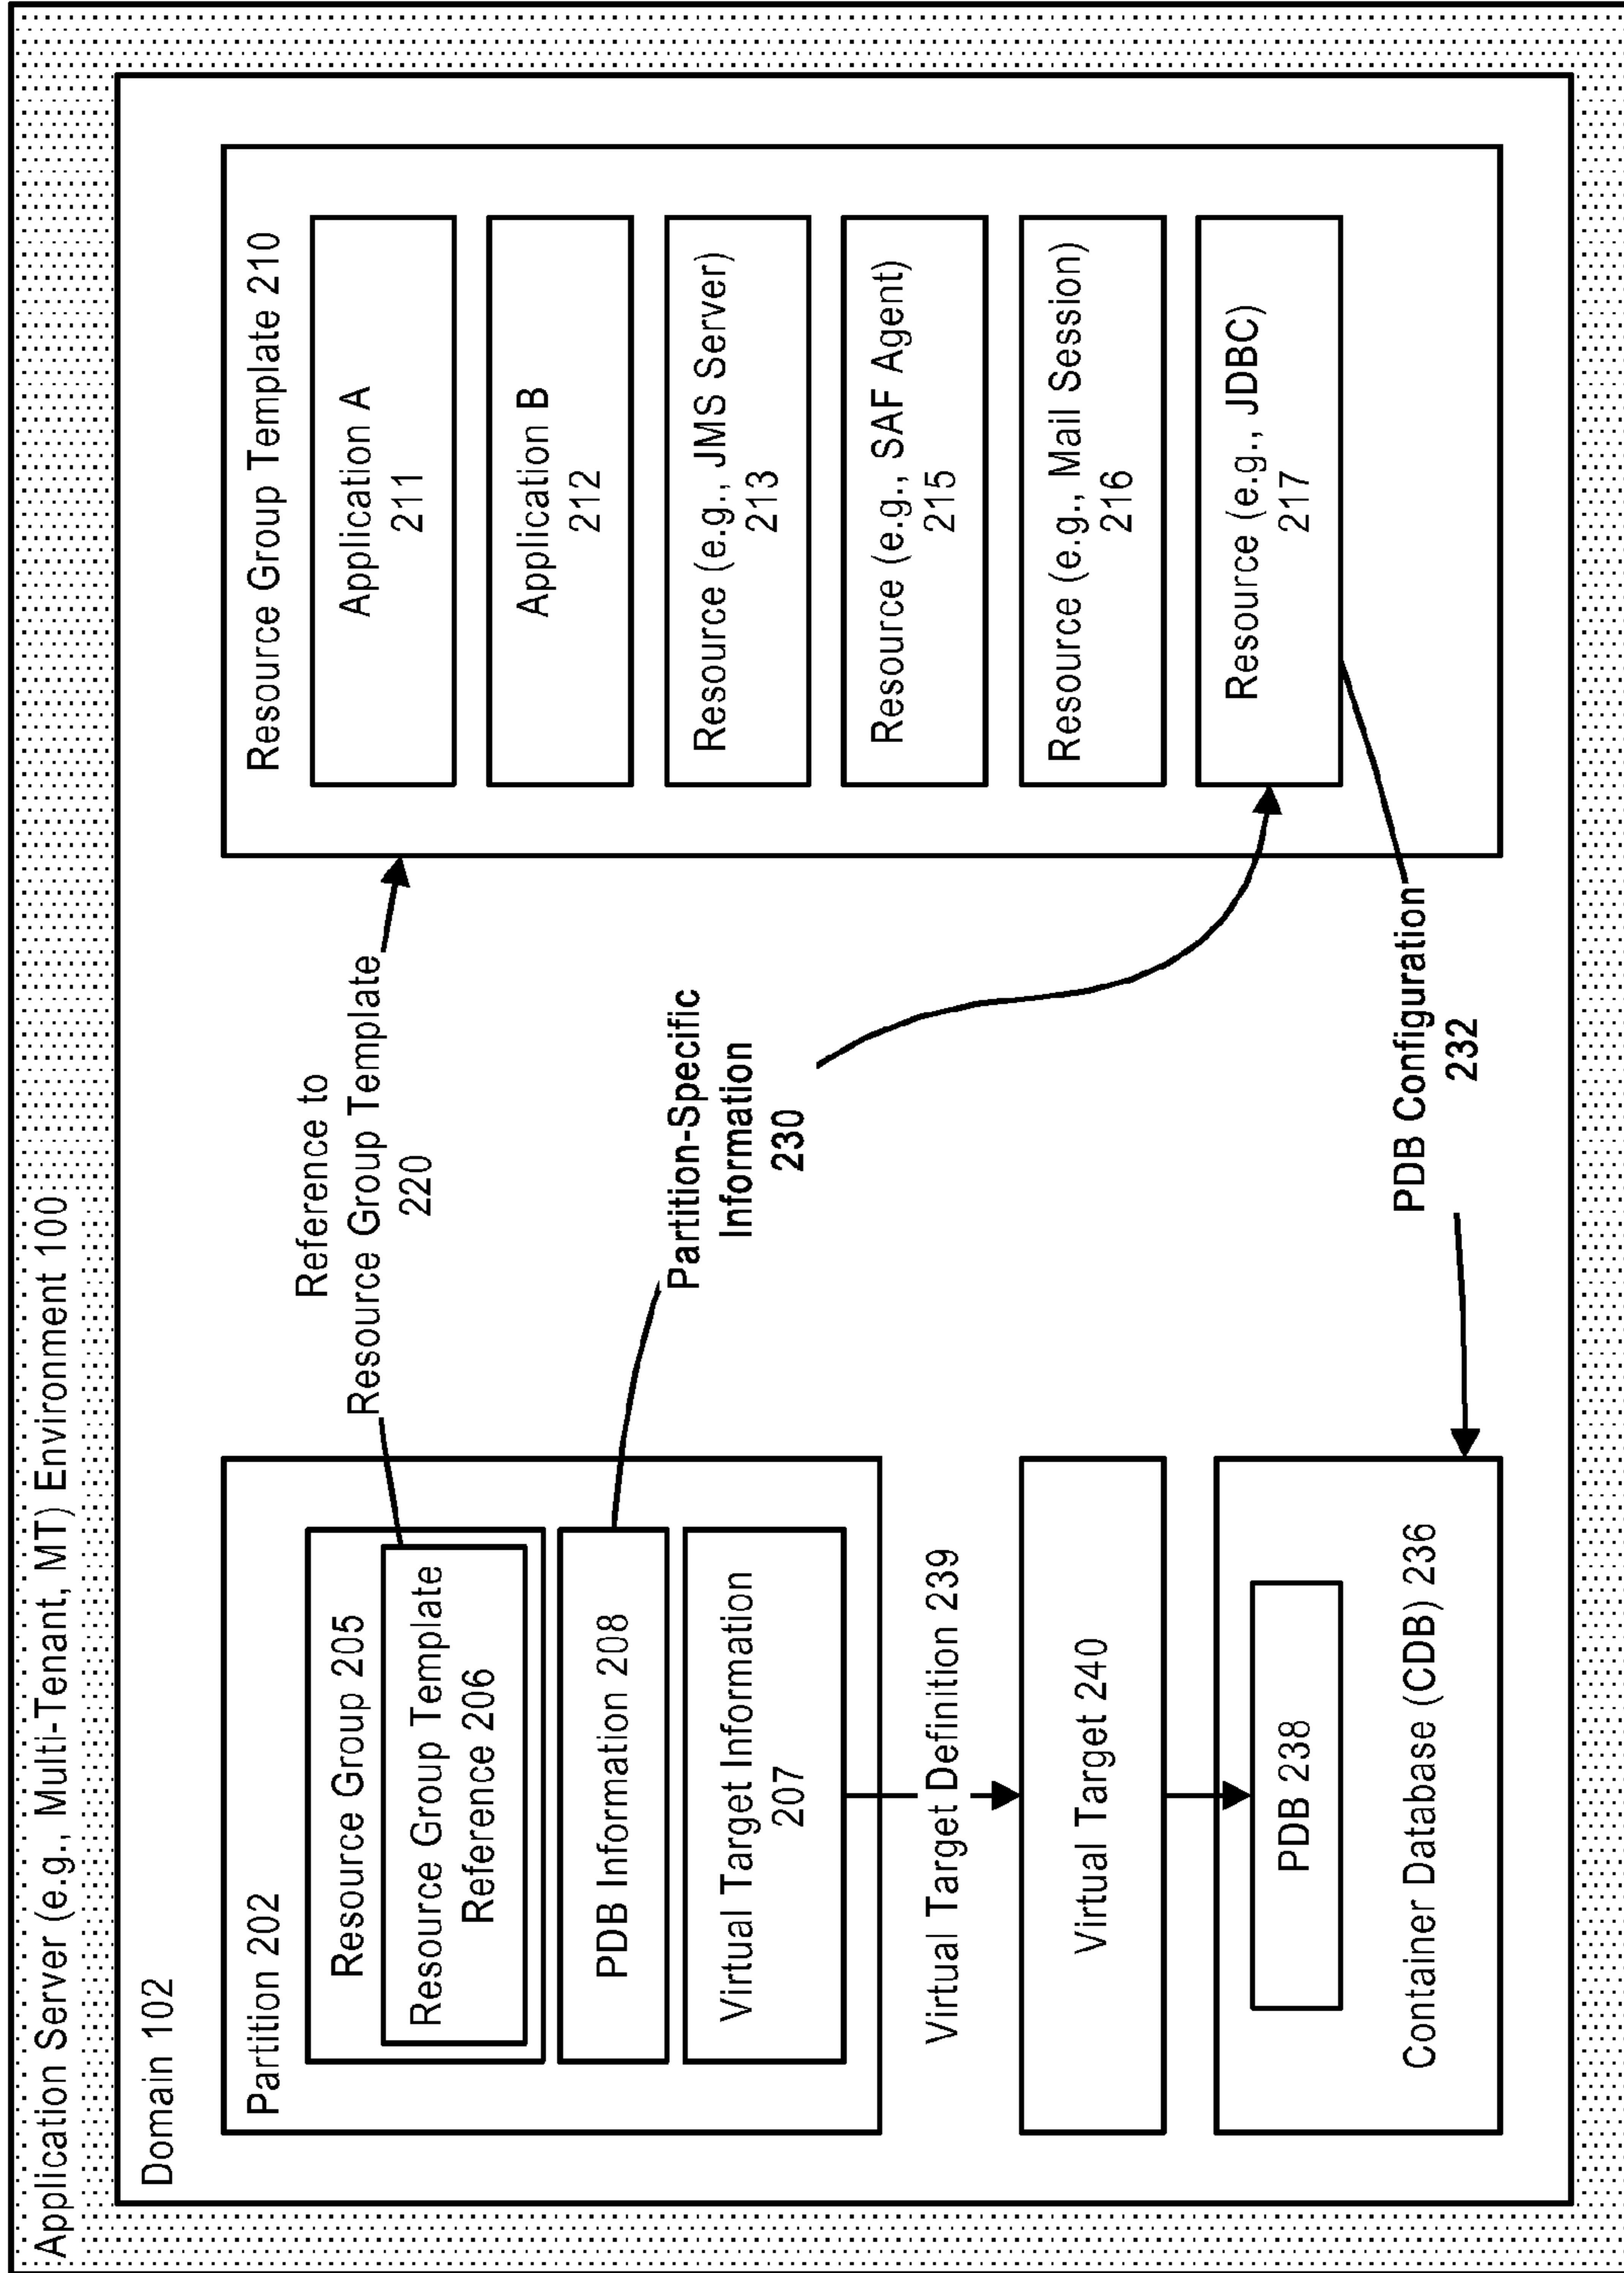 Application Server (e.g., Multi-Tenant, MT) Environment 100
Domain 102
Partition 202
Resource Group 205
Resource Group Template
Reference 206
PDB Information 208
Virtual Target Information
207
Virtual Target Definition 239
Virtual Target 240
PDB 238
Container Database (CDB) 236
Reference to
Resource Group Template
220
Partition-Specific
Information
230
PDB Configuration
232
Resource Group Template 210
Application A
211
Application B
212
Resource (e.g., JMS Server)
213
Resource (e.g., SAF Agent)
215
Resource (e.g., Mail Session)
216
Resource (e.g., JDBC)
217